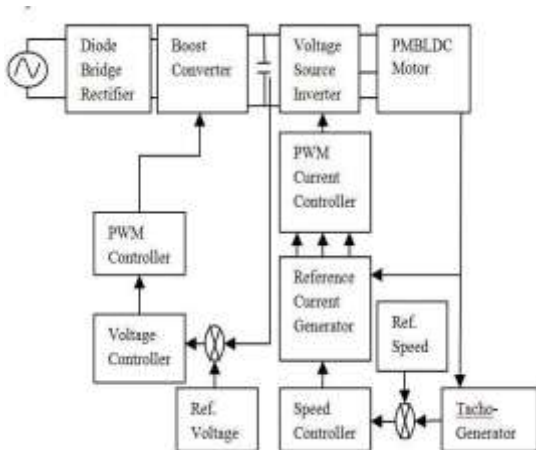 Diode
Bridge
Rectifier
Boost
Converter
Voltage
Source
Inverter
PMBLDC
Motor
PWM
Current
Controller
PWM
Controller
Reference
Current
Generator
Voltage
Controller
Ref.
Speed
Ref.
Voltage
Speed
Controller
Tacho-
Generator